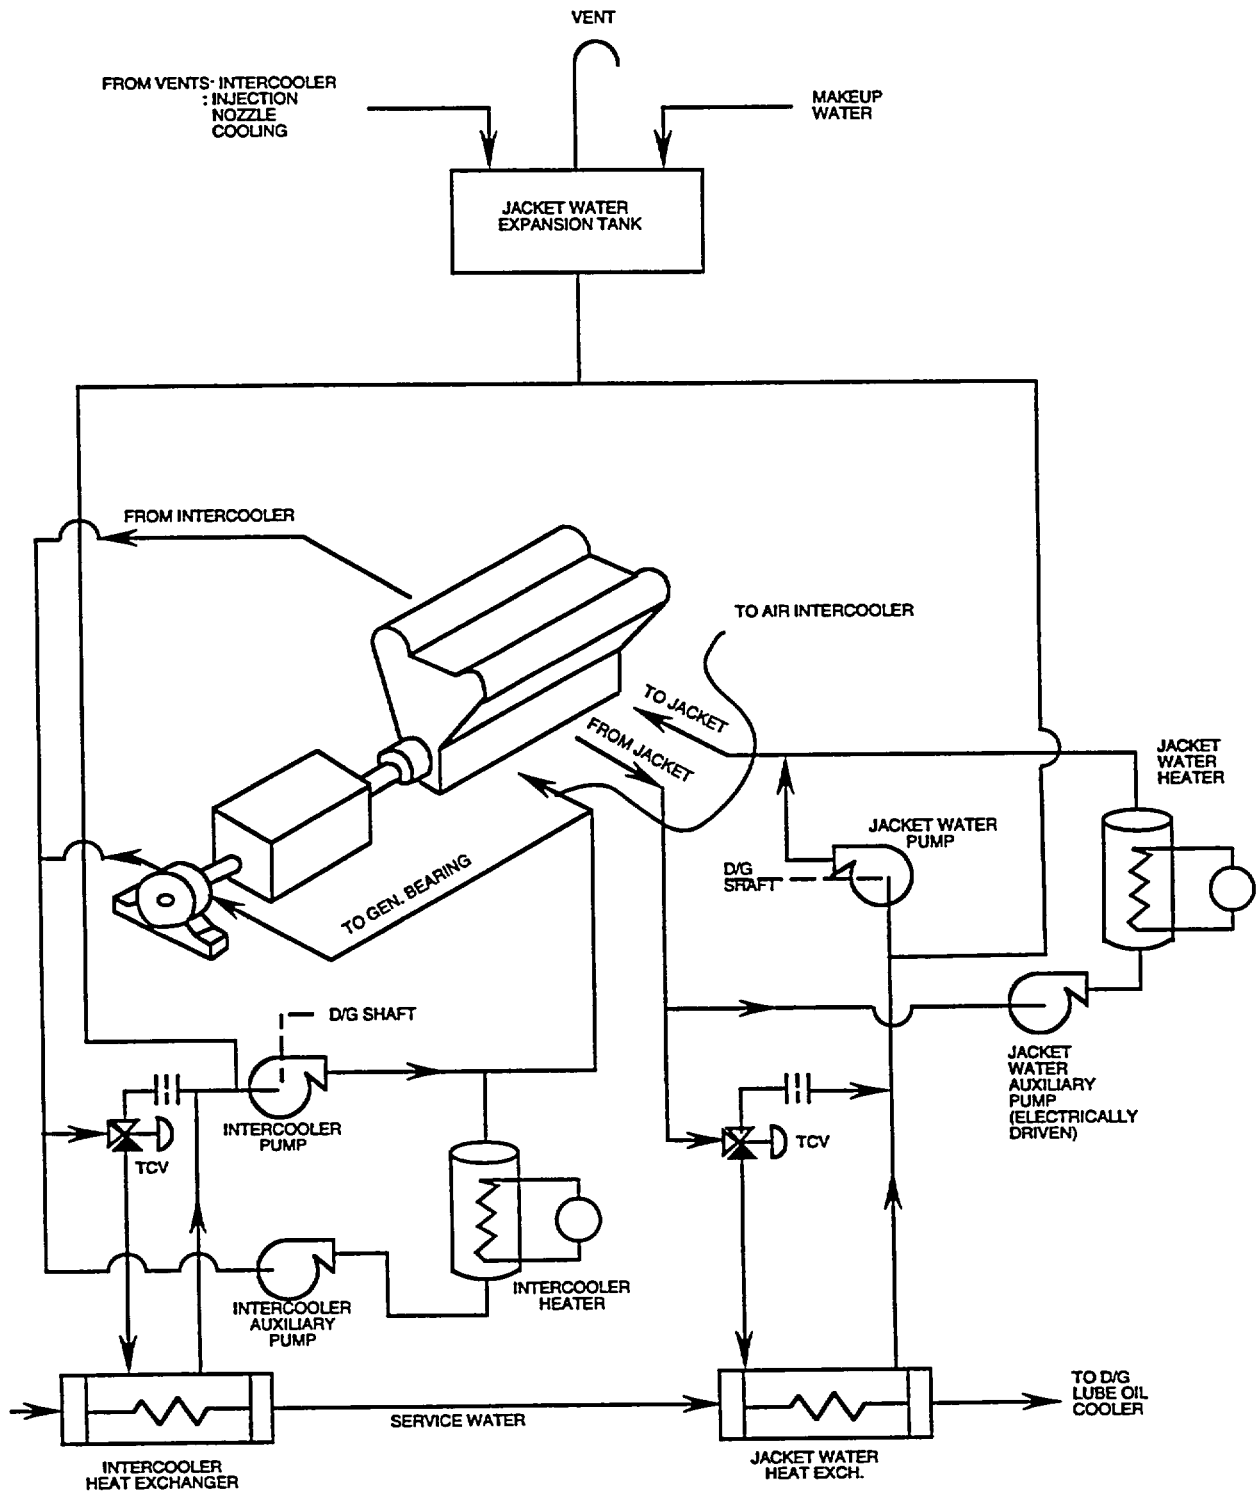 VENT
FROM VENTS- INTERCOOLER
: INJECTION
NOZZLE
COOLING
MAKEUP
WATER
JACKET WATER
EXPANSION TANK
FROM INTERCOOLER
TO AIR INTERCOOLER
TO JACKET
FROM JACKET
JACKET
WATER
HEATER
JACKET WATER
PUMP
D/G
SHAFT
TO GEN. BEARING
D/G SHAFT
JACKET
WATER
AUXILIARY
PUMP
(ELECTRICALLY
DRIVEN)
INTERCOOLER
PUMP
TCV
TCV
INTERCOOLER
HEATER
INTERCOOLER
AUXILIARY
PUMP
SERVICE WATER
TO D/G
LUBE OIL
COOLER
INTERCOOLER
HEAT EXCHANGER
JACKET WATER
HEAT EXCH.